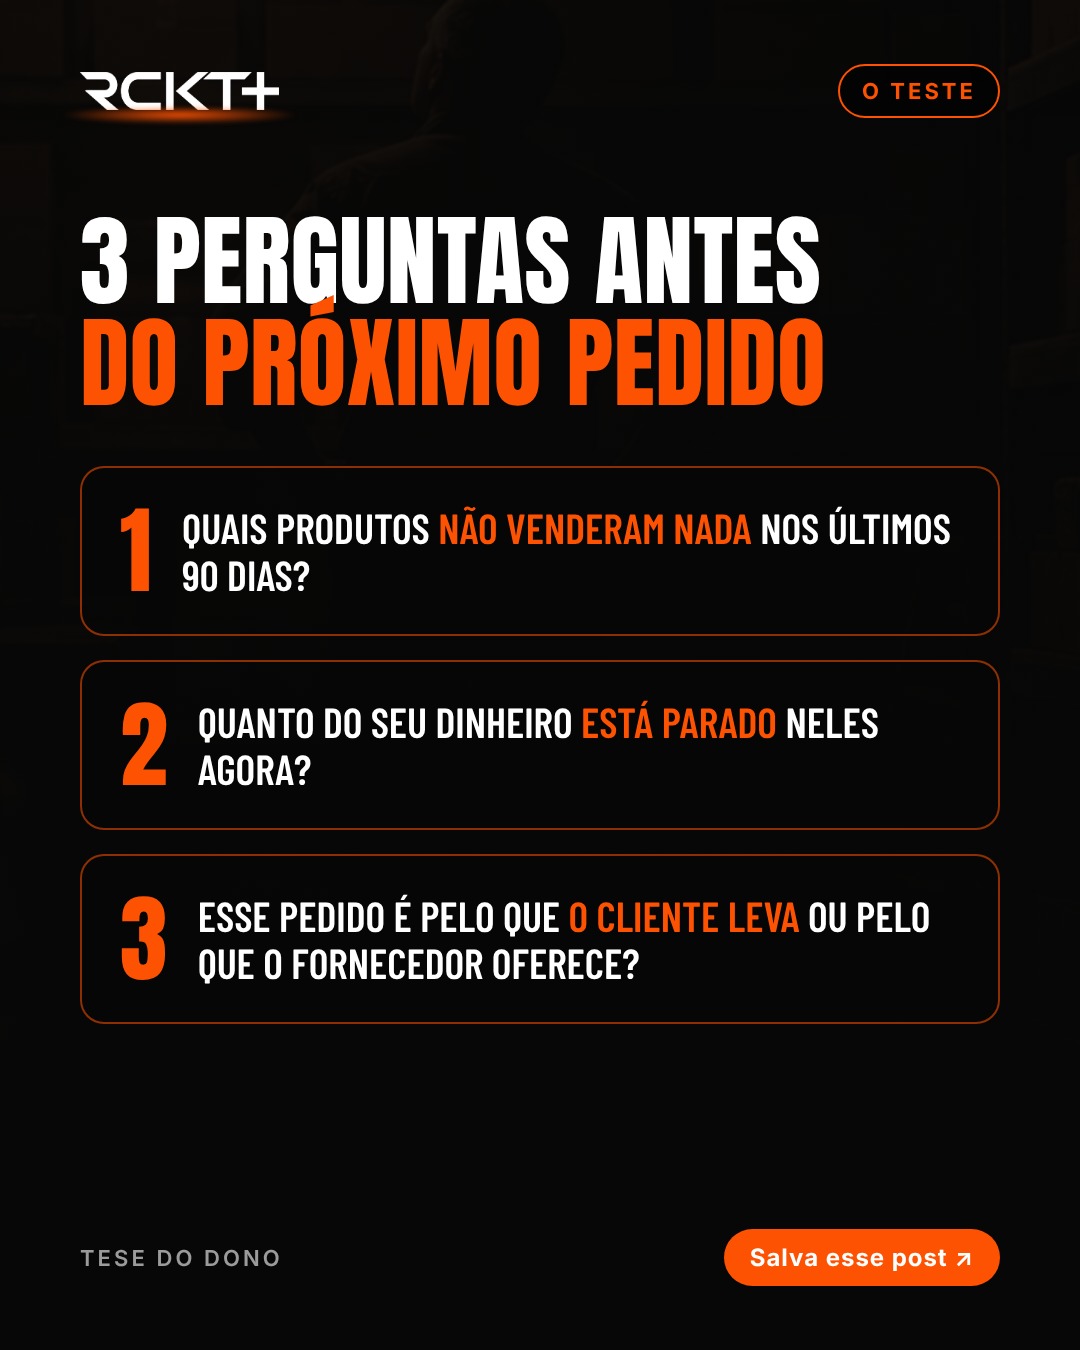 RCKT+
O TESTE
3 PERGUNTAS ANTES
DO PRÓXIMO PEDIDO
1
QUAIS PRODUTOS NÃO VENDERAM NADA NOS ÚLTIMOS
90 DIAS?
2
QUANTO DO SEU DINHEIRO ESTÁ PARADO NELES
AGORA?
3
ESSE PEDIDO É PELO QUE O CLIENTE LEVA OU PELO
QUE O FORNECEDOR OFERECE?
TESE DO DONO
Salva esse post ↗